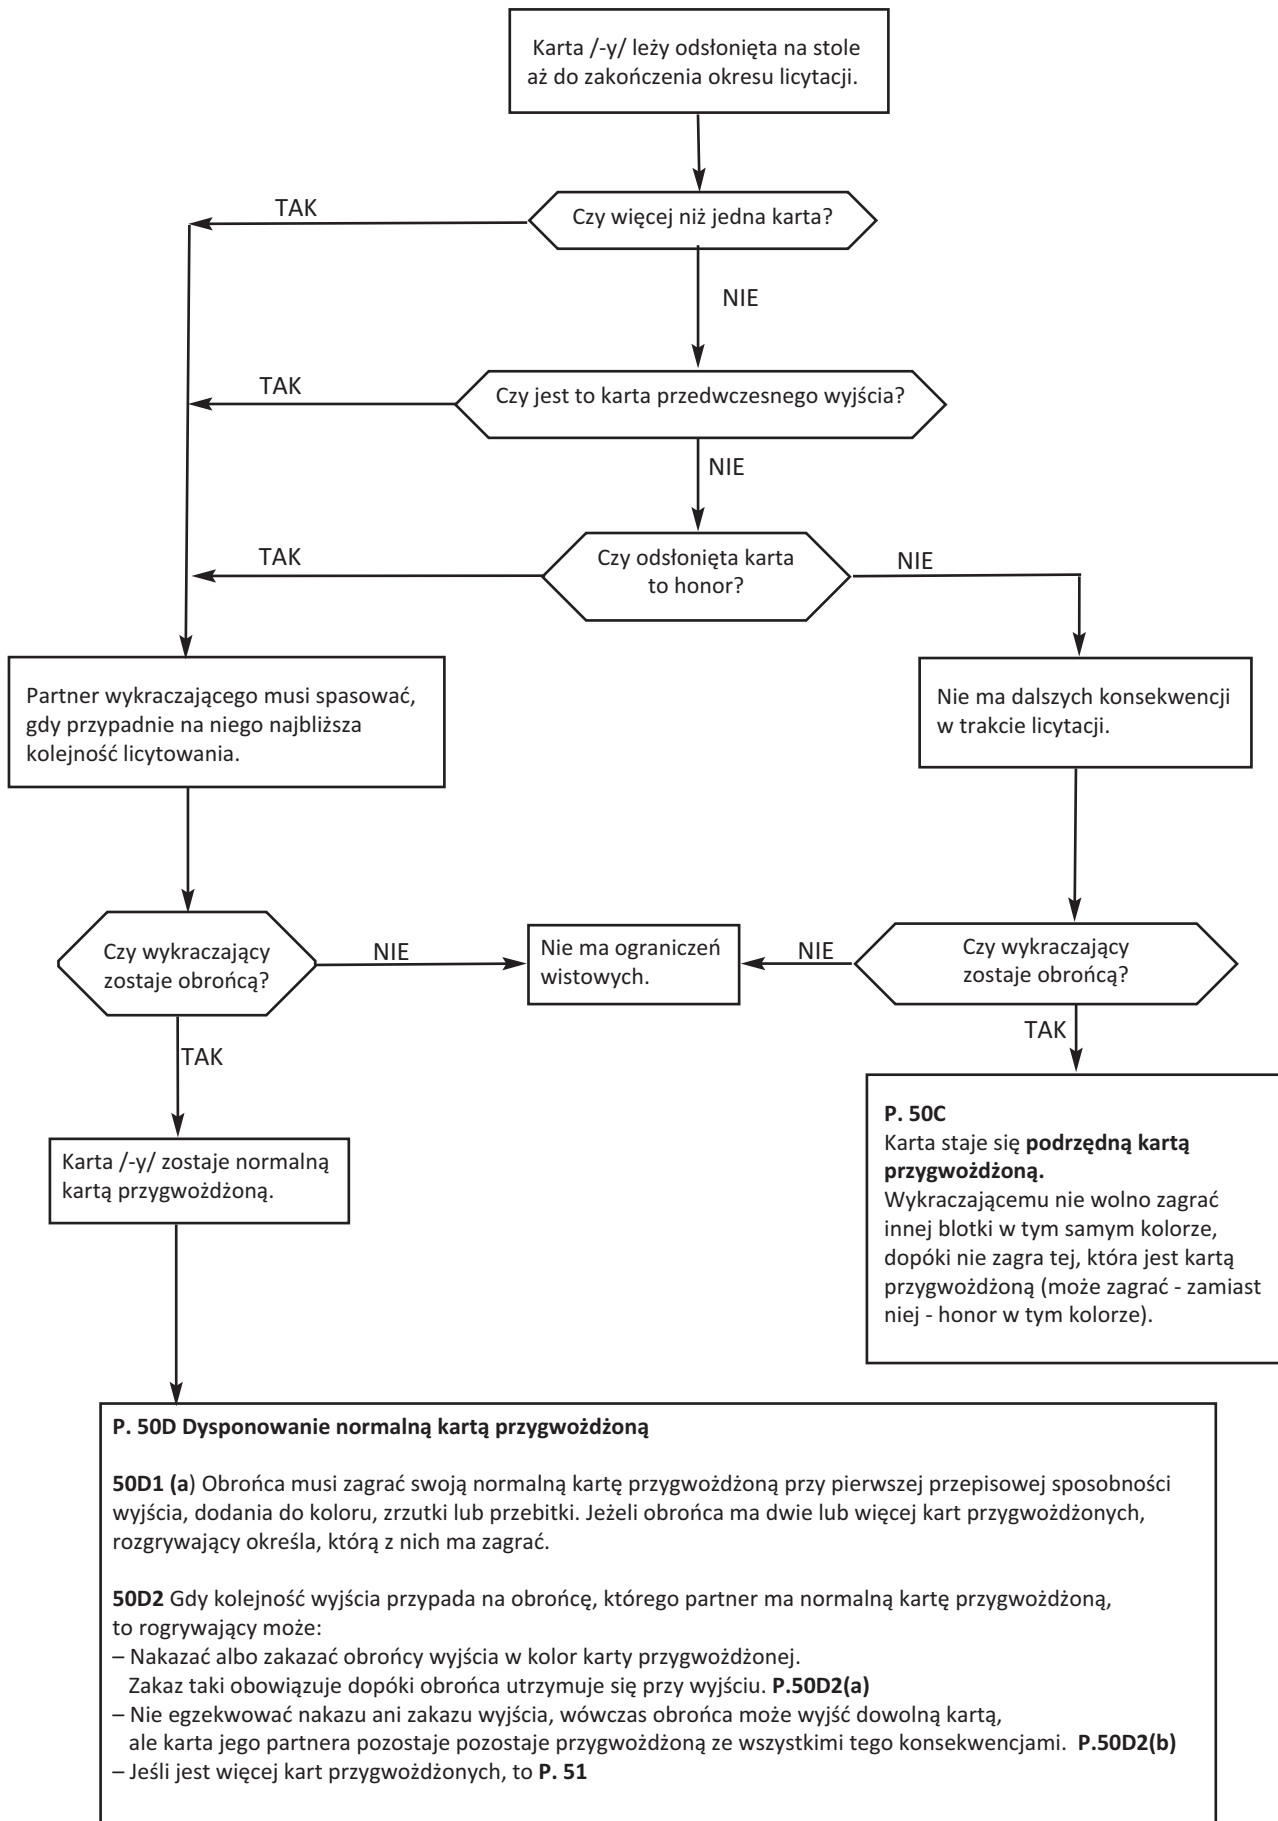 Karta /-y/ leży odsłonięta na stole
aż do zakończenia okresu licytacji.
TAK
Czy więcej niż jedna karta?
NIE
TAK
Czy jest to karta przedwczesnego wyjścia?
NIE
TAK
Czy odsłonięta karta
to honor?
NIE
Partner wykraczającego musi spasować,
gdy przypadnie na niego najbliższa
kolejność licytowania.
Nie ma dalszych konsekwencji
w trakcie licytacji.
Czy wykraczający
zostaje obrońcą?
NIE
Nie ma ograniczeń
wistowych.
NIE
Czy wykraczający
zostaje obrońcą?
TAK
TAK
Karta /-y/ zostaje normalną
kartą przygwożdżoną.
P. 50C
Karta staje się podrzędną kartą
przygwożdżoną.
Wykraczającemu nie wolno zagrać
innej blotki w tym samym kolorze,
dopóki nie zagra tej, która jest kartą
przygwożdżoną (może zagrać - zamiast
niej - honor w tym kolorze).
P. 50D Dysponowanie normalną kartą przygwożdżoną
50D1 (a) Obrońca musi zagrać swoją normalną kartę przygwożdżoną przy pierwszej przepisowej sposobności
wyjścia, dodania do koloru, zrzutki lub przebitki. Jeżeli obrońca ma dwie lub więcej kart przygwożdżonych,
rozgrywający określa, którą z nich ma zagrać.
50D2 Gdy kolejność wyjścia przypada na obrońcę, którego partner ma normalną kartę przygwożdżoną,
to rogrywający może:
– Nakazać albo zakazać obrońcy wyjścia w kolor karty przygwożdżonej.
Zakaz taki obowiązuje dopóki obrońca utrzymuje się przy wyjściu. P.50D2(a)
– Nie egzekwować nakazu ani zakazu wyjścia, wówczas obrońca może wyjść dowolną kartą,
ale karta jego partnera pozostaje pozostaje przygwożdżoną ze wszystkimi tego konsekwencjami. P.50D2(b)
– Jeśli jest więcej kart przygwożdżonych, to P. 51